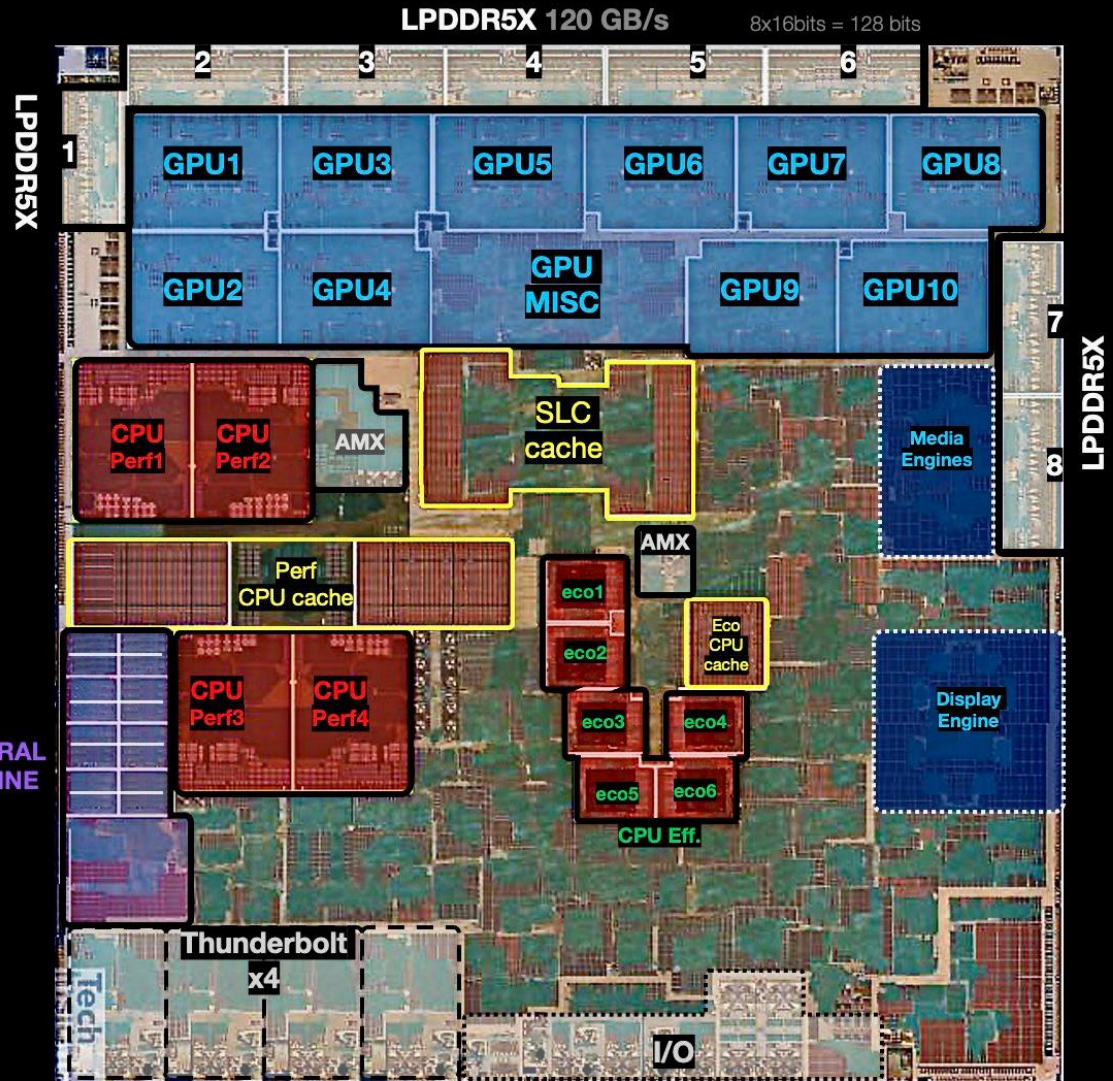 LPDDR5X 120 GB/s
8x16bits = 128 bits
2
3
4
5
6
LPDDR5X
1
GPU1
GPU3
GPU5
GPU6
GPU7
GPU8
GPU2
GPU4
GPU
MISC
GPU9
GPU10
7
8
LPDDR5X
CPU
Perf1
CPU
Perf2
AMX
SLC
cache
Media
Engines
AMX
Perf
CPU cache
eco1
eco2
Eco
CPU
cache
CPU
Perf3
CPU
Perf4
eco3
eco4
eco5
eco6
CPU Eff.
Display
Engine
RAL
INE
Thunderbolt
x4
Tech
I/O